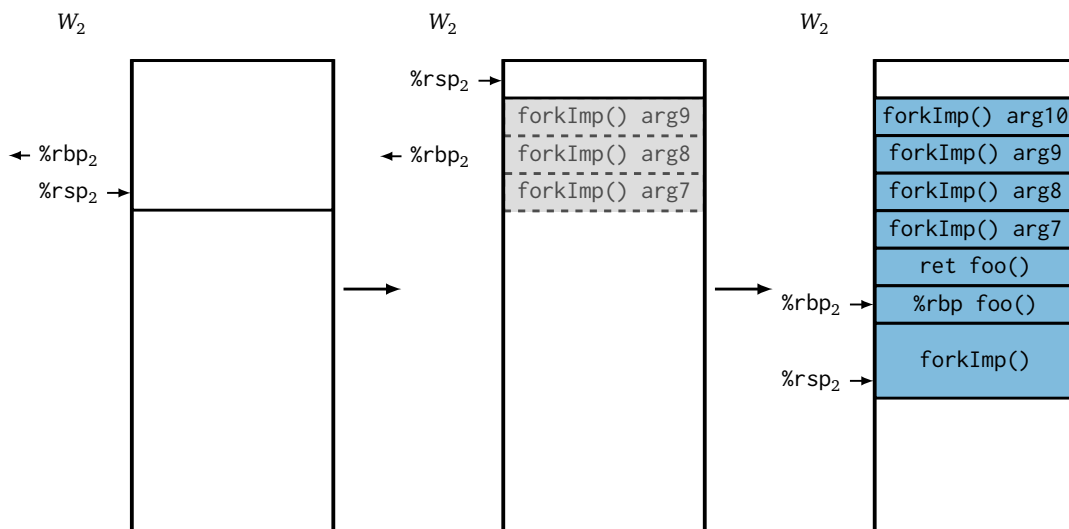 W₂
%rbp₂
%rsp₂
W₂
%rsp₂
forkImp() arg9
%rbp₂
forkImp() arg8
forkImp() arg7
W₂
forkImp() arg10
forkImp() arg9
forkImp() arg8
forkImp() arg7
ret foo()
%rbp₂
%rbp foo()
forkImp()
%rsp₂